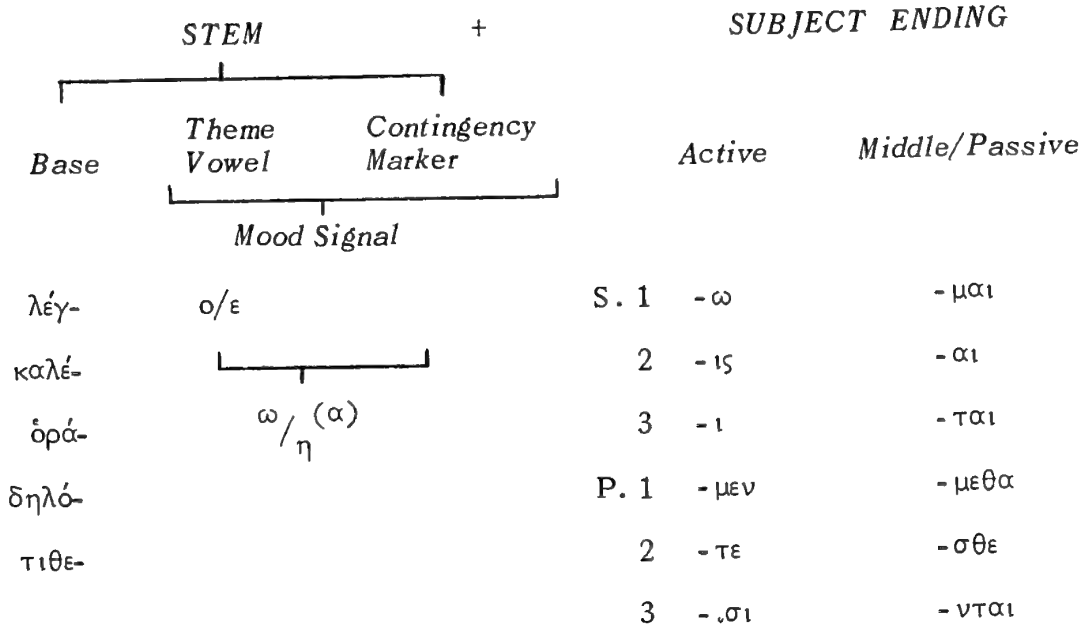 STEM + SUBJECT ENDING
Theme Contingency
Base Vowel Marker Active Middle/Passive
Mood Signal
λέγ- ο/ε S. 1 -ω -μαι
καλέ- 2 -ις -αι
ὁρά- ω/η(α) 3 -ι -ται
δηλό- P. 1 -μεν -μεθα
τιθε- 2 -τε -σθε
3 -.σι -νται